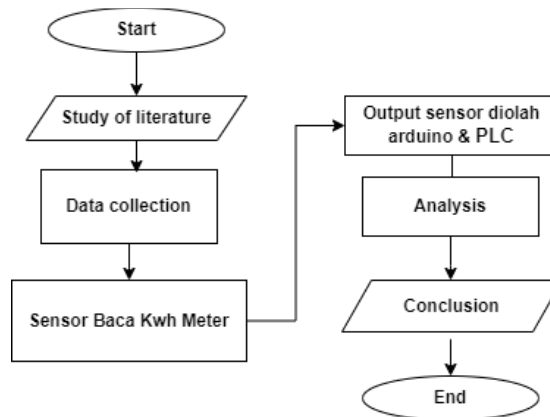 Start
Study of literature
Data collection
Sensor Baca Kwh Meter
Output sensor diolah
arduino & PLC
Analysis
Conclusion
End